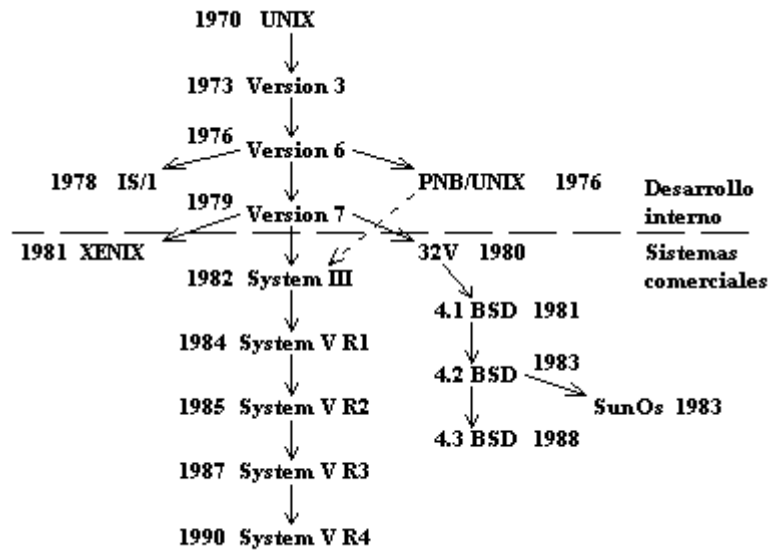 1970 UNIX
1973 Version 3
1976
Version 6
1978 IS/1
PNB/UNIX 1976
Desarrollo
interno
1979
Version 7
1981 XENIX
32V 1980
Sistemas
comerciales
1982 System III
4.1 BSD 1981
1984 System V R1
1983
4.2 BSD
SunOs 1983
1985 System V R2
4.3 BSD 1988
1987 System V R3
1990 System V R4